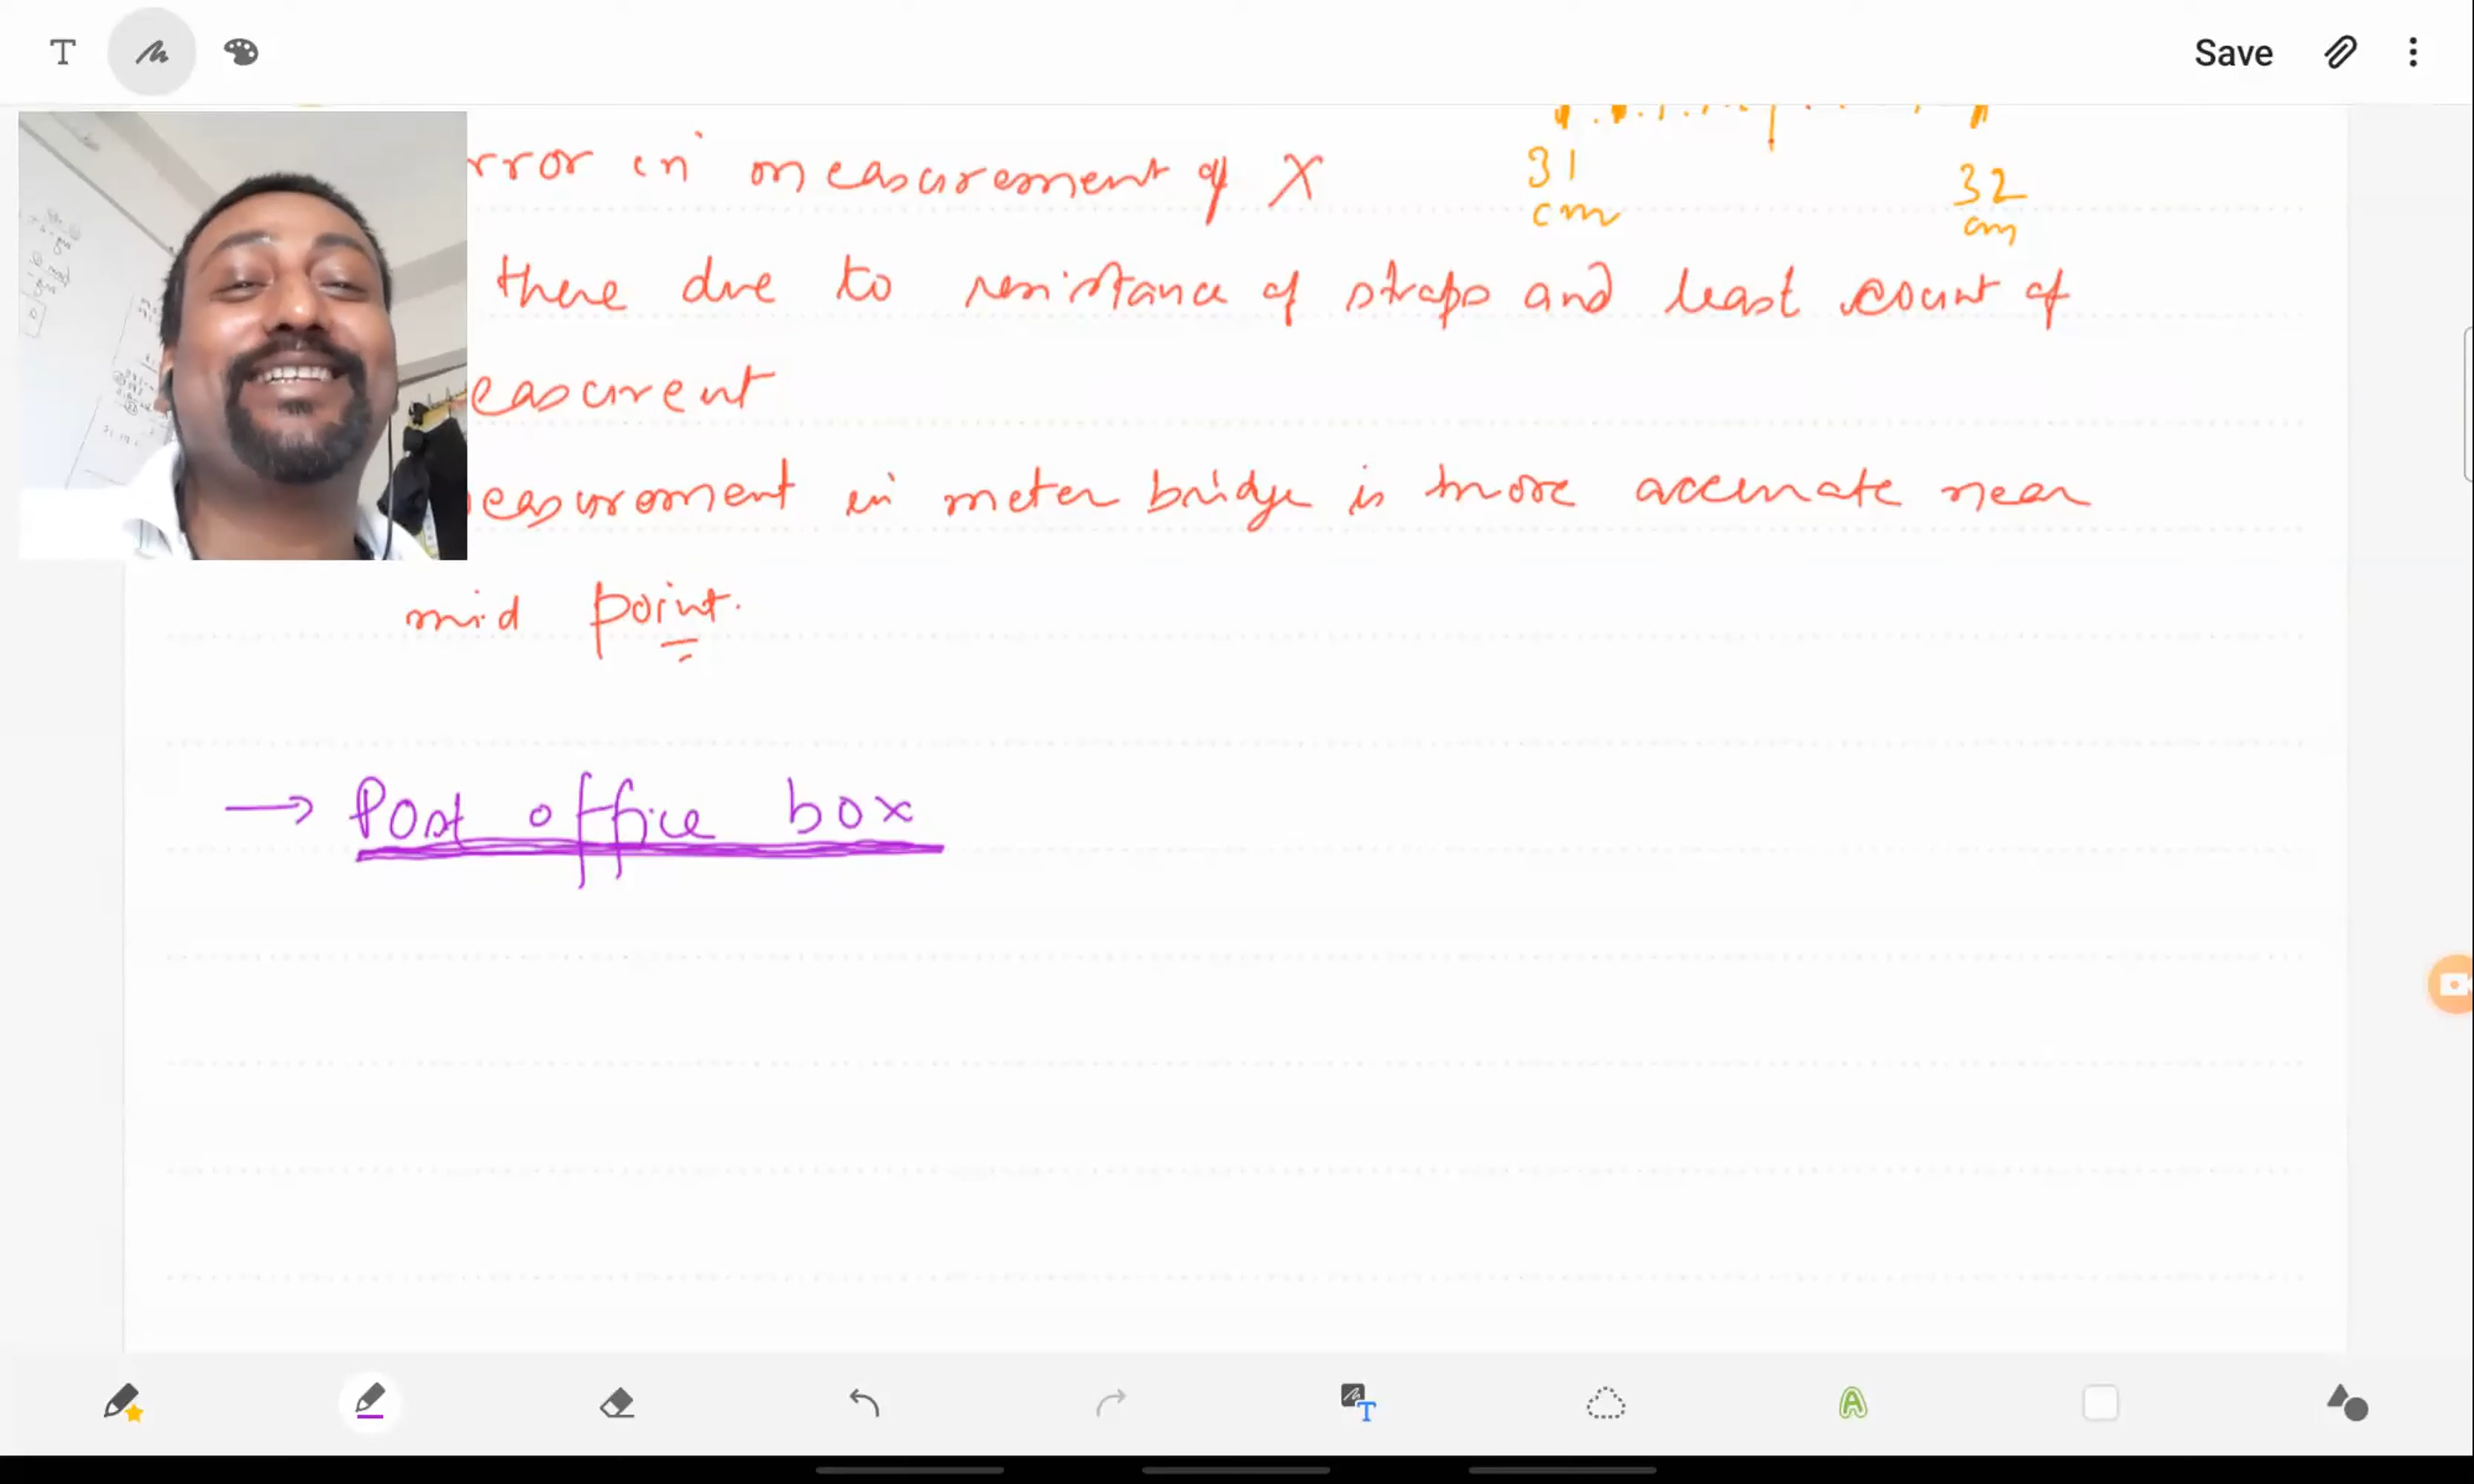 T Save
rror in measurement of X
31 cm
32 cm
there due to resistance of straps and least count of
easurent
easurement in meter bridge is more accurate near
mid point.
→ Post office box
T A